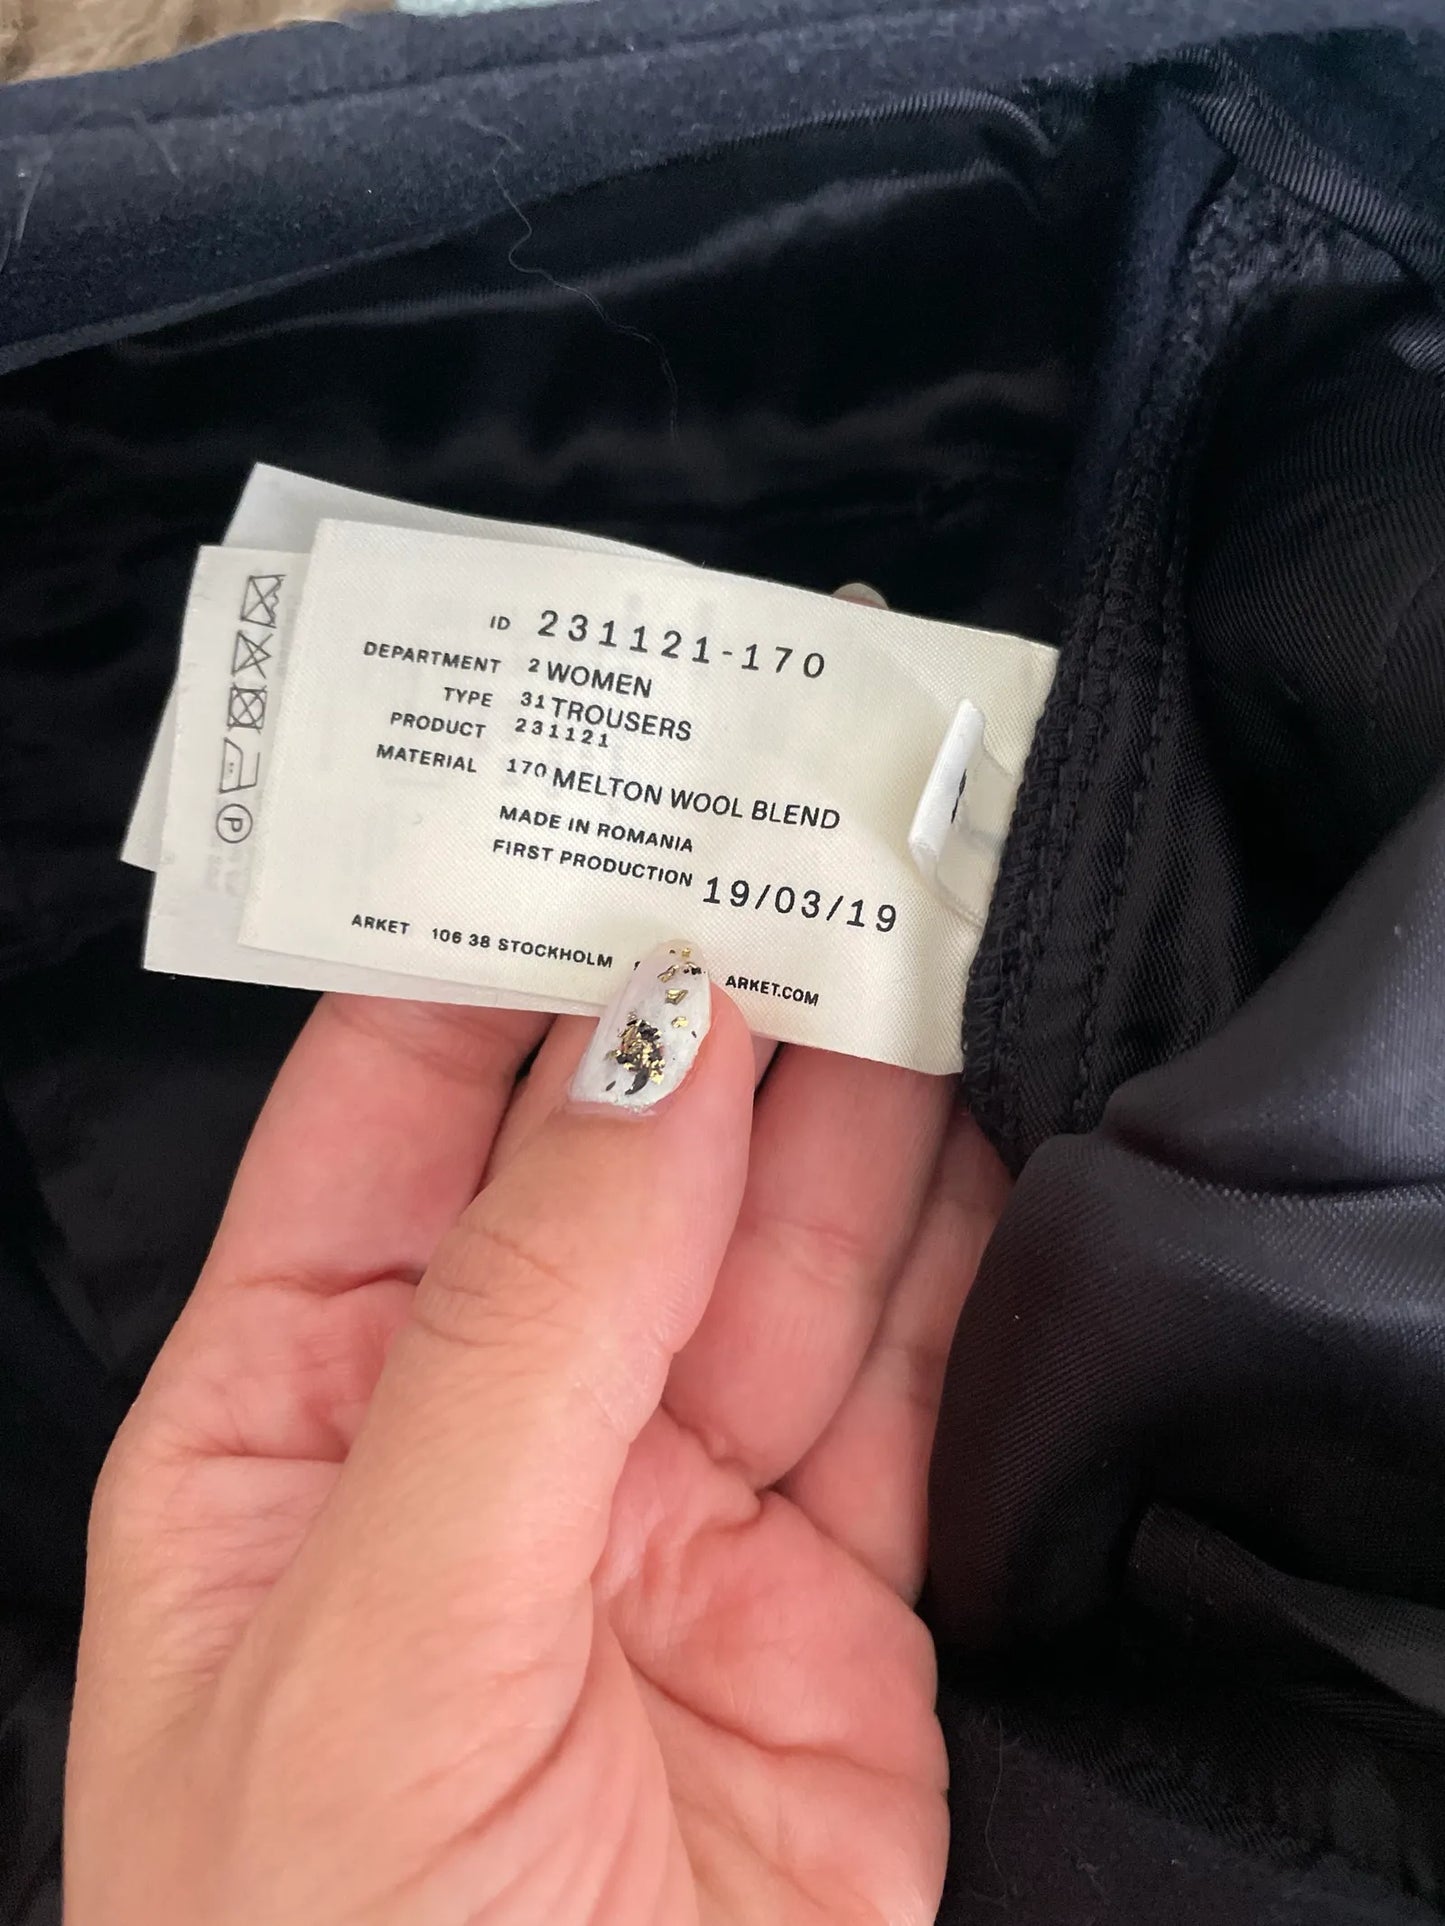 ID 231121-170
DEPARTMENT 2 WOMEN
TYPE 31 TROUSERS
PRODUCT 231121
MATERIAL 170 MELTON WOOL BLEND
MADE IN ROMANIA
FIRST PRODUCTION 19/03/19
ARKET 106 38 STOCKHOLM ARKET.COM
P